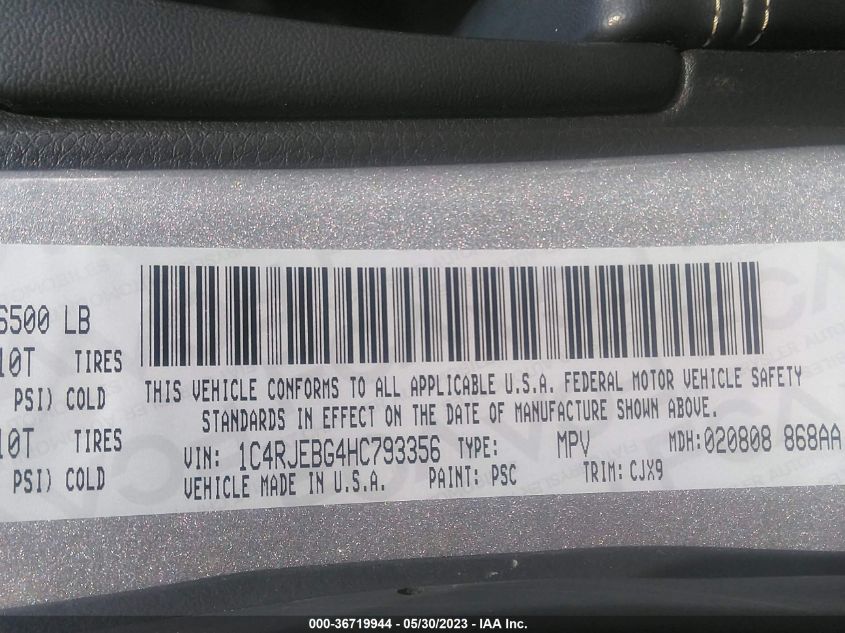 6500 LB
10T TIRES
PSI) COLD
10T TIRES
PSI) COLD
THIS VEHICLE CONFORMS TO ALL APPLICABLE U.S.A. FEDERAL MOTOR VEHICLE SAFETY
STANDARDS IN EFFECT ON THE DATE OF MANUFACTURE SHOWN ABOVE.
VIN: 1C4RJEBG4HC793356 TYPE: MPV MDH:020808 868AA
VEHICLE MADE IN U.S.A. PAINT: PSC TRIM: CJX9
000-36719944 - 05/30/2023 - © IAA Inc.